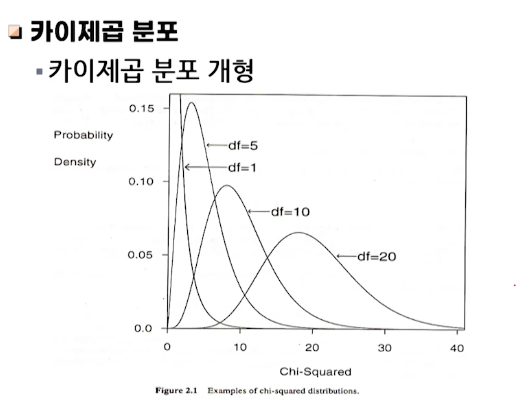 카이제곱 분포
카이제곱 분포 개형
0.15
Probability
Density
df=5
df=1
0.10
df=10
0.05
df=20
0.0
0 10 20 30 40
Chi-Squared
Figure 2.1 Examples of chi-squared distributions.